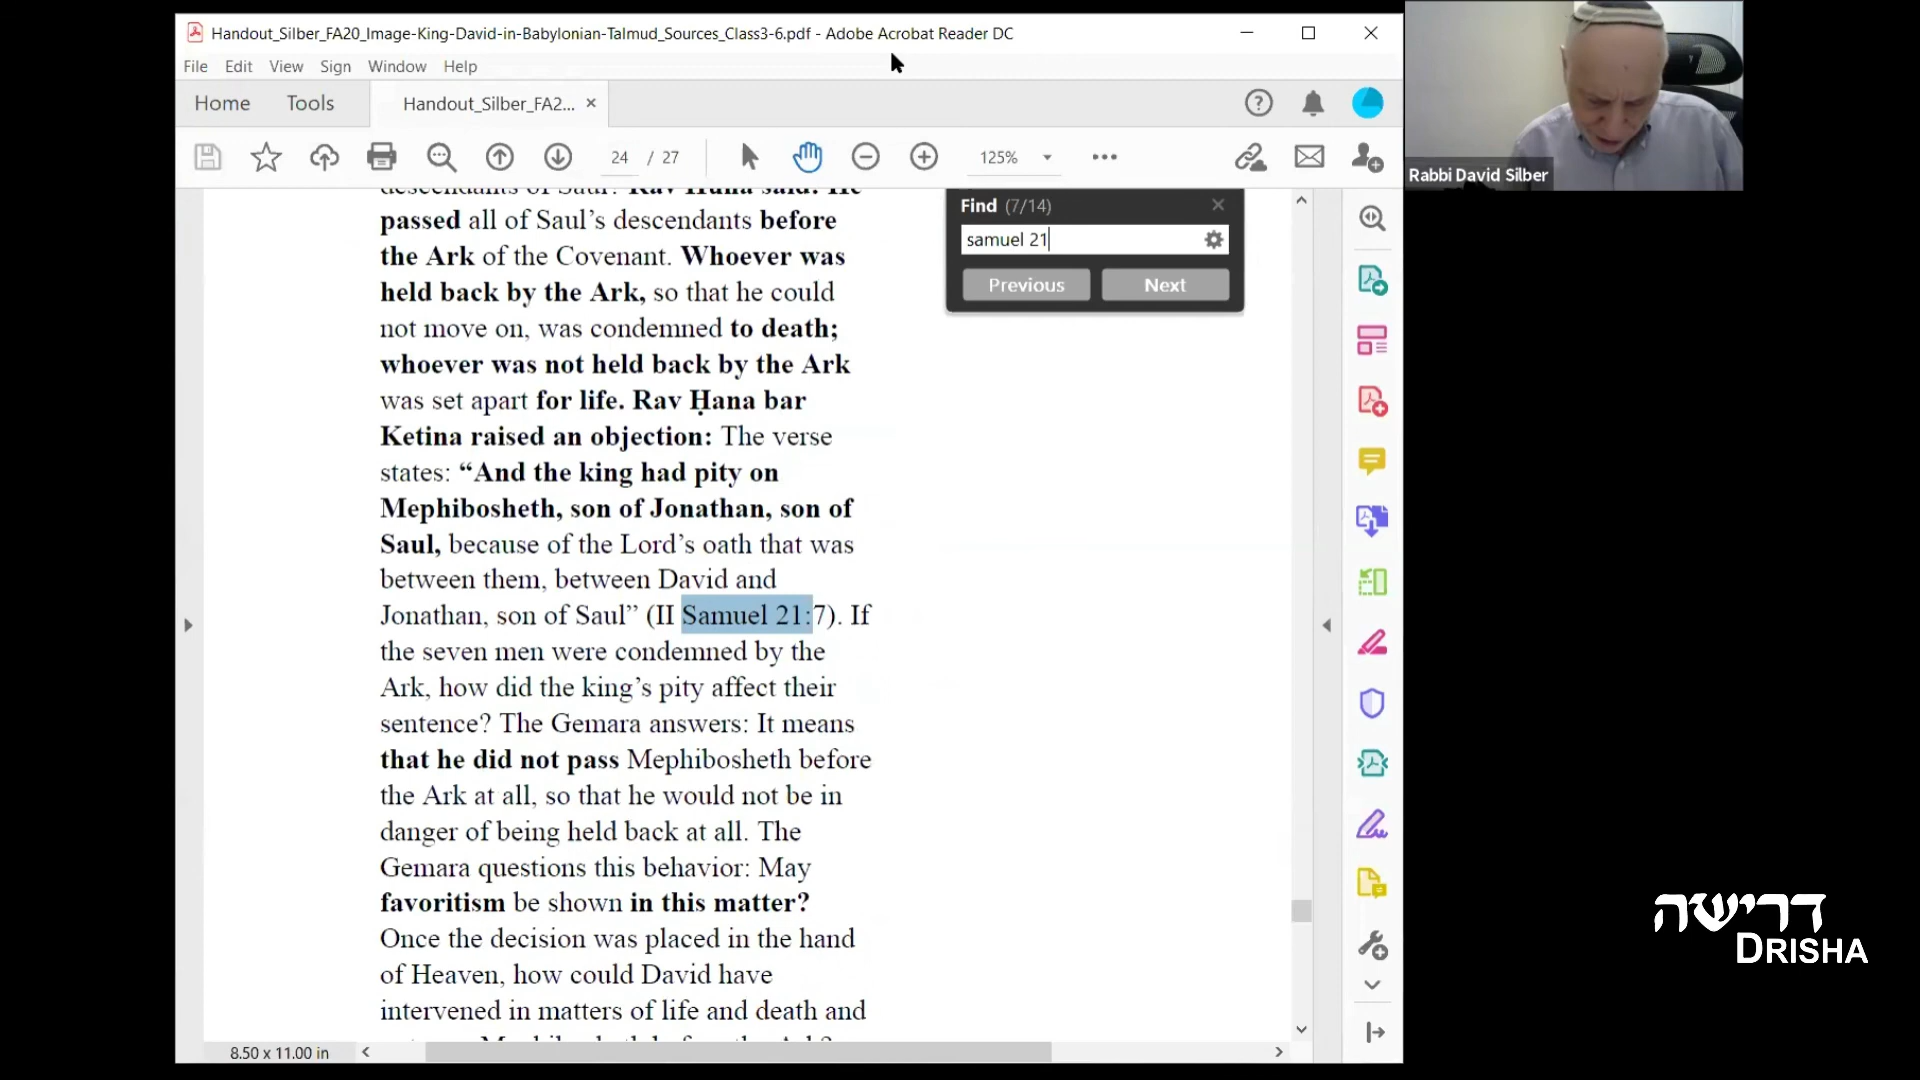 Handout_Silber_FA20_Image-King-David-in-Babylonian-Talmud_Sources_Class3-6.pdf - Adobe Acrobat Reader DC
File Edit View Sign Window Help
Home Tools Handout_Silber_FA2... ×
24 / 27 125%
Rabbi David Silber
Find (7/14)
samuel 21
Previous Next
descendants of Saul? Rav Huna said: He
passed all of Saul’s descendants before
the Ark of the Covenant. Whoever was
held back by the Ark, so that he could
not move on, was condemned to death;
whoever was not held back by the Ark
was set apart for life. Rav Ḥana bar
Ketina raised an objection: The verse
states: “And the king had pity on
Mephibosheth, son of Jonathan, son of
Saul, because of the Lord’s oath that was
between them, between David and
Jonathan, son of Saul” (II Samuel 21:7). If
the seven men were condemned by the
Ark, how did the king’s pity affect their
sentence? The Gemara answers: It means
that he did not pass Mephibosheth before
the Ark at all, so that he would not be in
danger of being held back at all. The
Gemara questions this behavior: May
favoritism be shown in this matter?
Once the decision was placed in the hand
of Heaven, how could David have
intervened in matters of life and death and
8.50 x 11.00 in
דרישה
DRISHA